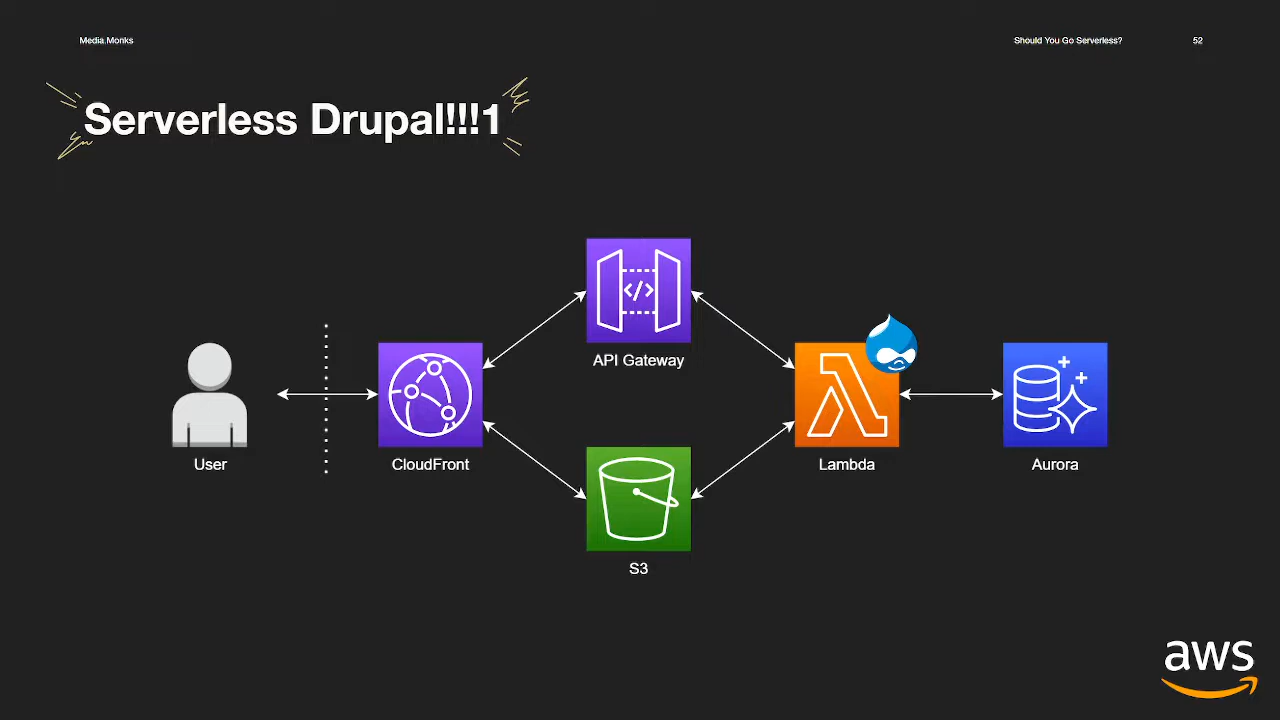 Media.Monks
Should You Go Serverless?
52
Serverless Drupal!!!1
API Gateway
User
CloudFront
Lambda
Aurora
S3
aws